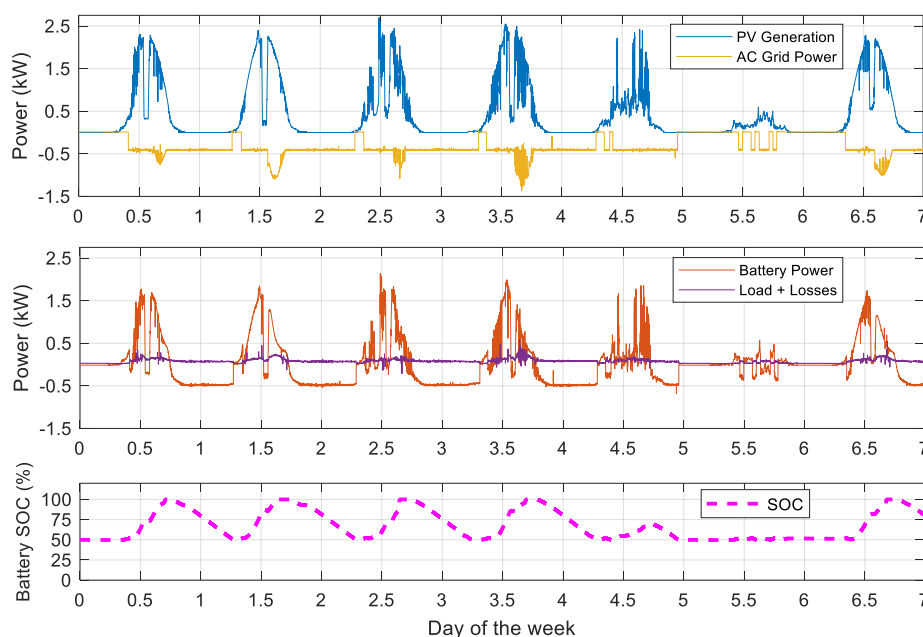 2.5
1.5
0.5
-0.5
-1.5
Power (kW)
PV Generation
AC Grid Power
0 0.5 1 1.5 2 2.5 3 3.5 4 4.5 5 5.5 6 6.5 7
2.5
1.5
0.5
-0.5
-1.5
Power (kW)
Battery Power
Load + Losses
0 0.5 1 1.5 2 2.5 3 3.5 4 4.5 5 5.5 6 6.5 7
100
75
50
25
0
Battery SOC (%)
SOC
0 0.5 1 1.5 2 2.5 3 3.5 4 4.5 5 5.5 6 6.5 7
Day of the week